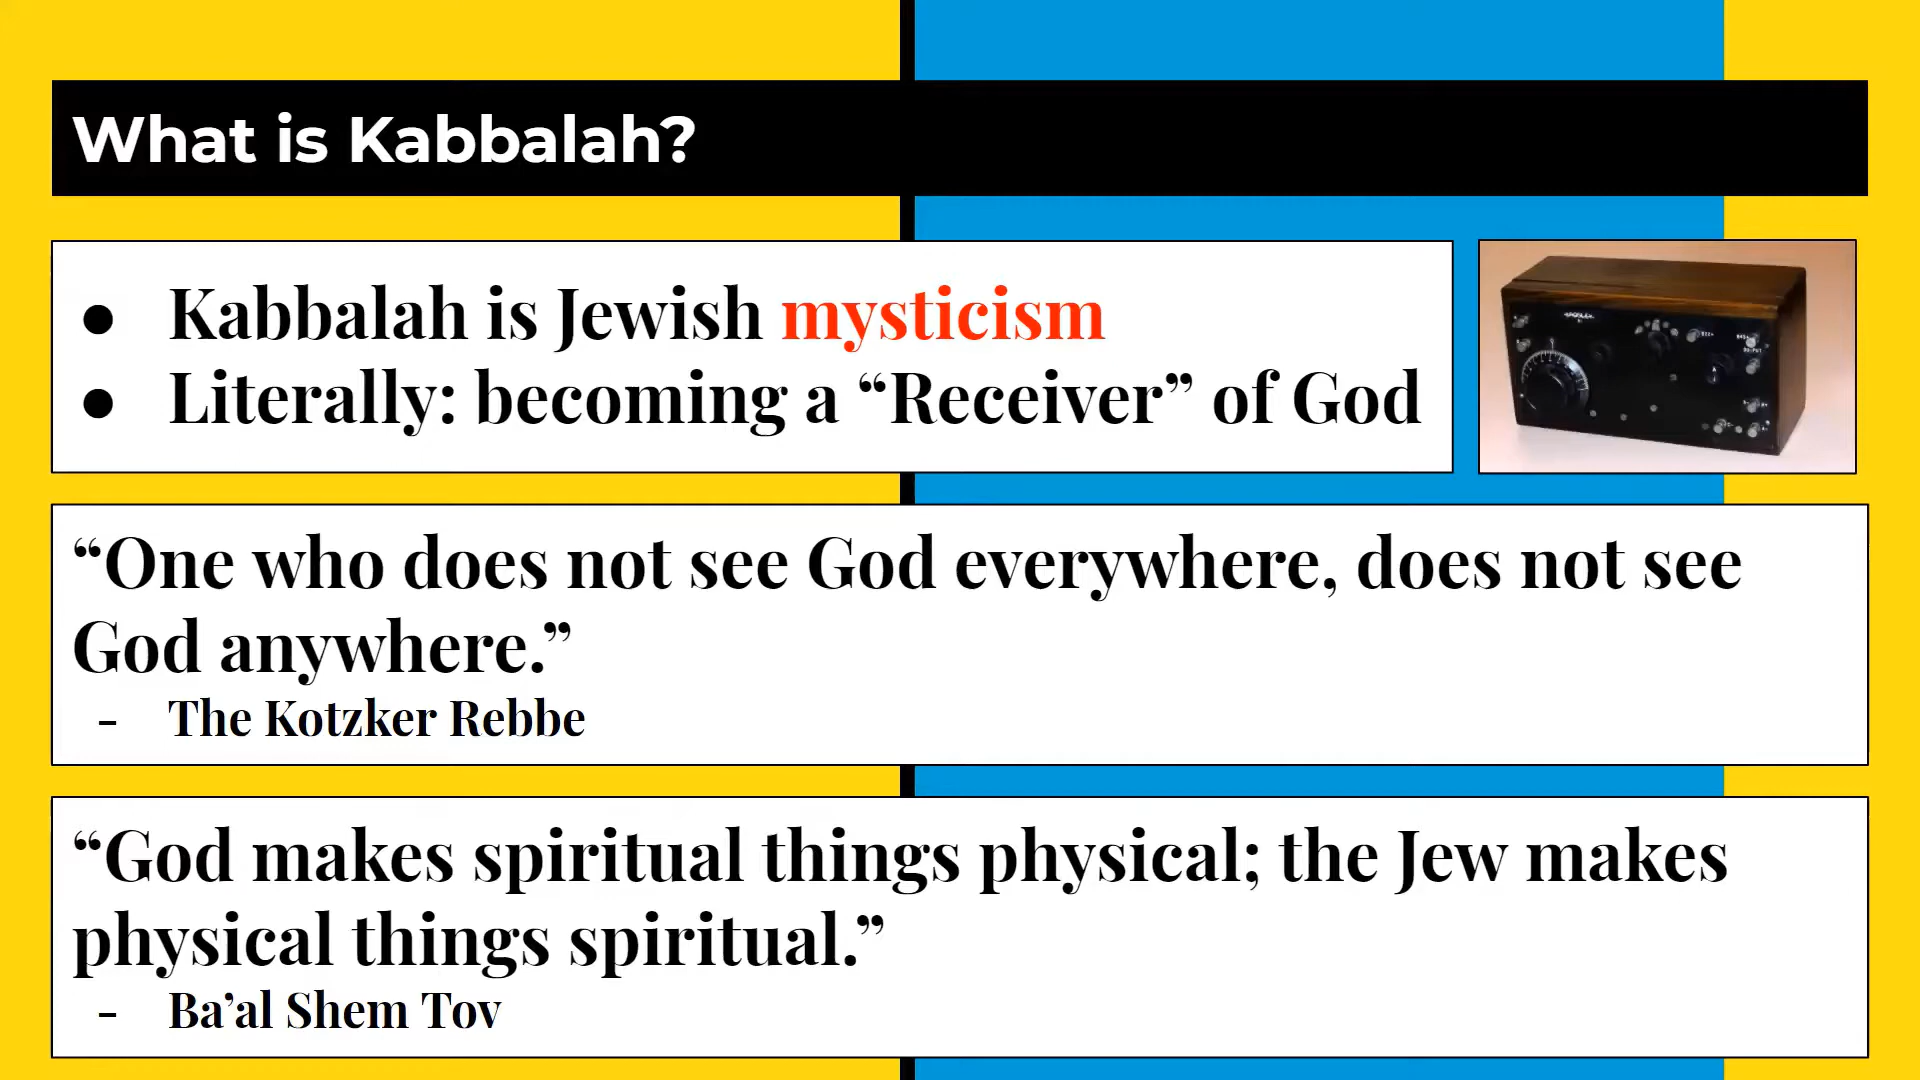 What is Kabbalah?
● Kabbalah is Jewish mysticism
● Literally: becoming a “Receiver” of God
“One who does not see God everywhere, does not see
God anywhere.”
- The Kotzker Rebbe
“God makes spiritual things physical; the Jew makes
physical things spiritual.”
- Ba’al Shem Tov